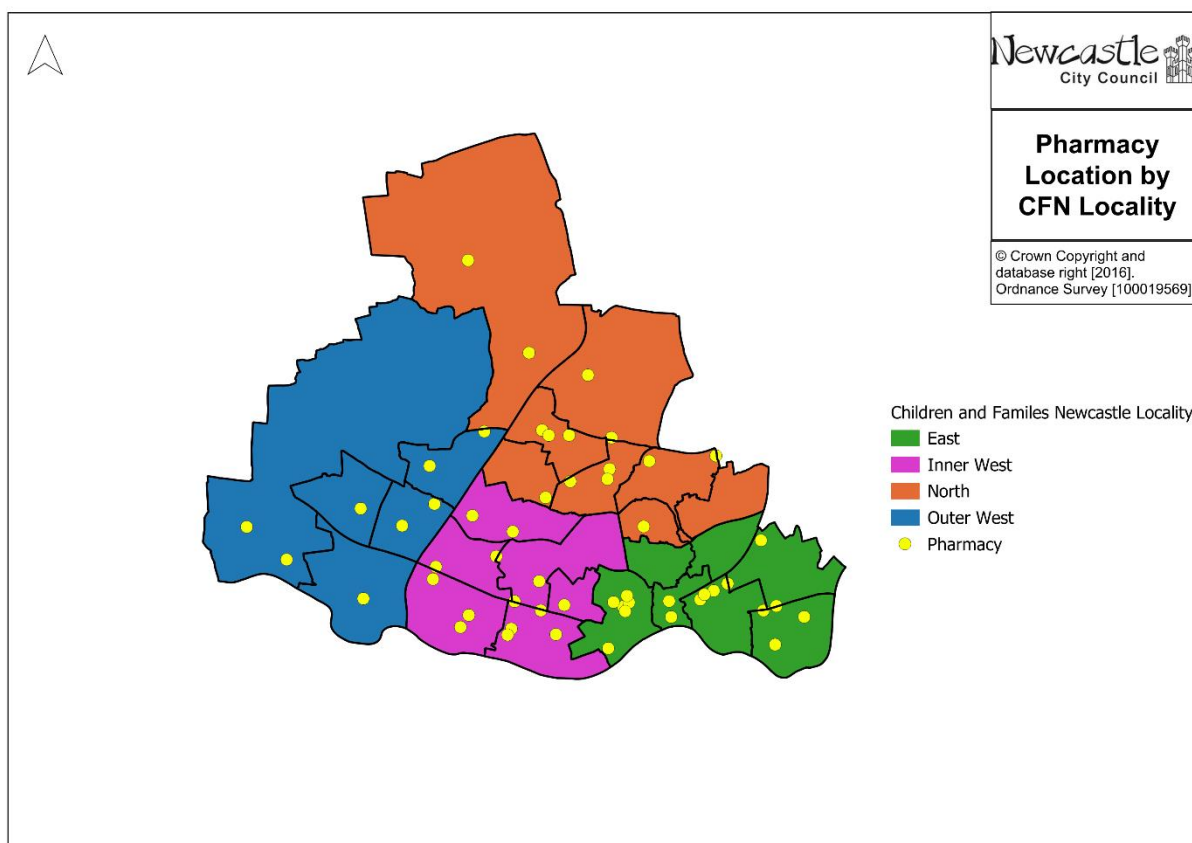 Newcastle
City Council
Pharmacy
Location by
CFN Locality
© Crown Copyright and
database right [2016].
Ordnance Survey [100019569]
Children and Familes Newcastle Locality
East
Inner West
North
Outer West
Pharmacy